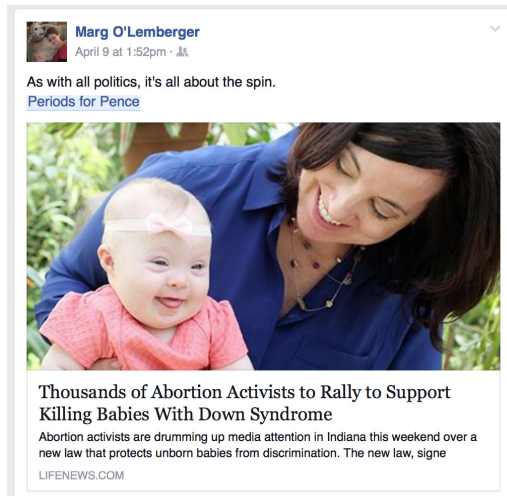 Marg O'Lemberger
April 9 at 1:52pm ·
As with all politics, it's all about the spin.
Periods for Pence
Thousands of Abortion Activists to Rally to Support
Killing Babies With Down Syndrome
Abortion activists are drumming up media attention in Indiana this weekend over a
new law that protects unborn babies from discrimination. The new law, signe
LIFENEWS.COM